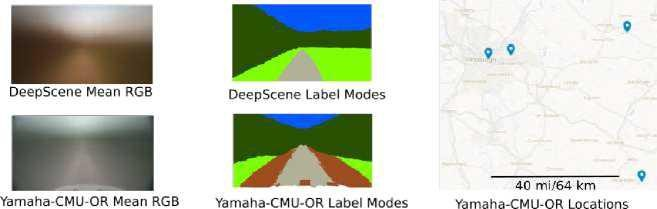 DeepScene Mean RGB
DeepScene Label Modes
40 mi/64 km
Yamaha-CMU-OR Mean RGB
Yamaha-CMU-OR Label Modes
Yamaha-CMU-OR Locations